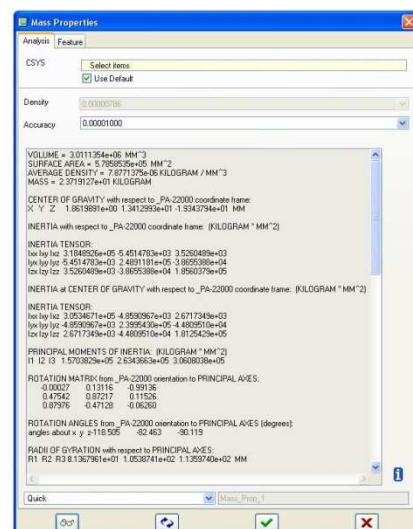 Mass Properties
Analysis Feature
CSYS Select items
Use Default
Density 0.00000786
Accuracy 0.00001000
VOLUME = 3.0111354e+06 MM^3
SURFACE AREA = 5.7858535e+05 MM^2
AVERAGE DENSITY = 7.8771375e-06 KILOGRAM / MM^3
MASS = 2.3719127e+01 KILOGRAM
CENTER OF GRAVITY with respect to _PA-22000 coordinate frame:
X Y Z 1.8619891e+00 1.3412993e+01 -1.9343794e+01 MM
INERTIA with respect to _PA-22000 coordinate frame: (KILOGRAM * MM^2)
INERTIA TENSOR:
Ixx Ixy Ixz 3.1848926e+05 -5.4514783e+03 3.5260489e+03
Iyx Iyy Iyz -5.4514783e+03 2.4891181e+05 -3.8655388e+04
Izx Izy Izz 3.5260489e+03 -3.8655388e+04 1.8560379e+05
INERTIA at CENTER OF GRAVITY with respect to _PA-22000 coordinate frame: (KILOGRAM * MM^2)
INERTIA TENSOR:
Ixx Ixy Ixz 3.0534671e+05 -4.8590967e+03 2.6717349e+03
Iyx Iyy Iyz -4.8590967e+03 2.3995430e+05 -4.4809510e+04
Izx Izy Izz 2.6717349e+03 -4.4809510e+04 1.8125429e+05
PRINCIPAL MOMENTS OF INERTIA: (KILOGRAM * MM^2)
I1 I2 I3 1.5703829e+05 2.6343663e+05 3.0608038e+05
ROTATION MATRIX from _PA-22000 orientation to PRINCIPAL AXES:
-0.00027 0.13116 -0.99136
0.47542 0.87217 0.11526
0.87976 -0.47128 -0.06260
ROTATION ANGLES from _PA-22000 orientation to PRINCIPAL AXES (degrees):
angles about x y z -118.505 -82.463 -90.119
RADII OF GYRATION with respect to PRINCIPAL AXES:
R1 R2 R3 8.1367961e+01 1.0538741e+02 1.1359740e+02 MM
Quick Mass_Prop_1